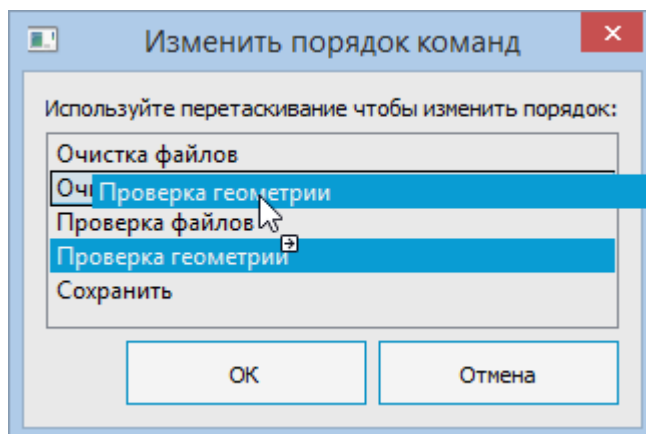 Изменить порядок команд
Используйте перетаскивание чтобы изменить порядок:
Очистка файлов
Проверка геометрии
Проверка файлов
Проверка геометрии
Сохранить
ОК
Отмена